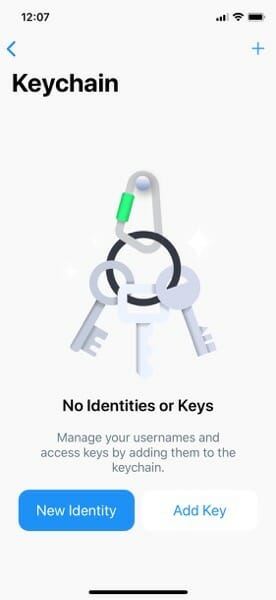 12:07
Keychain
No Identities or Keys
Manage your usernames and
access keys by adding them to the
keychain.
New Identity
Add Key